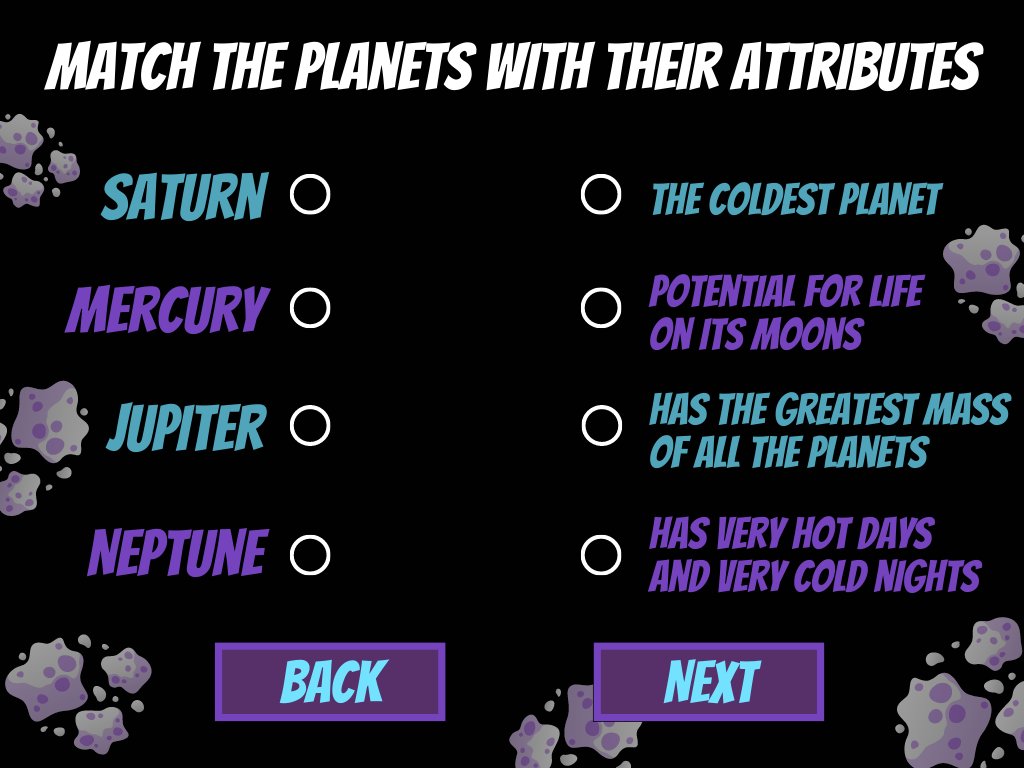 MATCH THE PLANETS WITH THEIR ATTRIBUTES
SATURN
THE COLDEST PLANET
MERCURY
POTENTIAL FOR LIFE
ON ITS MOONS
JUPITER
HAS THE GREATEST MASS
OF ALL THE PLANETS
NEPTUNE
HAS VERY HOT DAYS
AND VERY COLD NIGHTS
BACK
NEXT